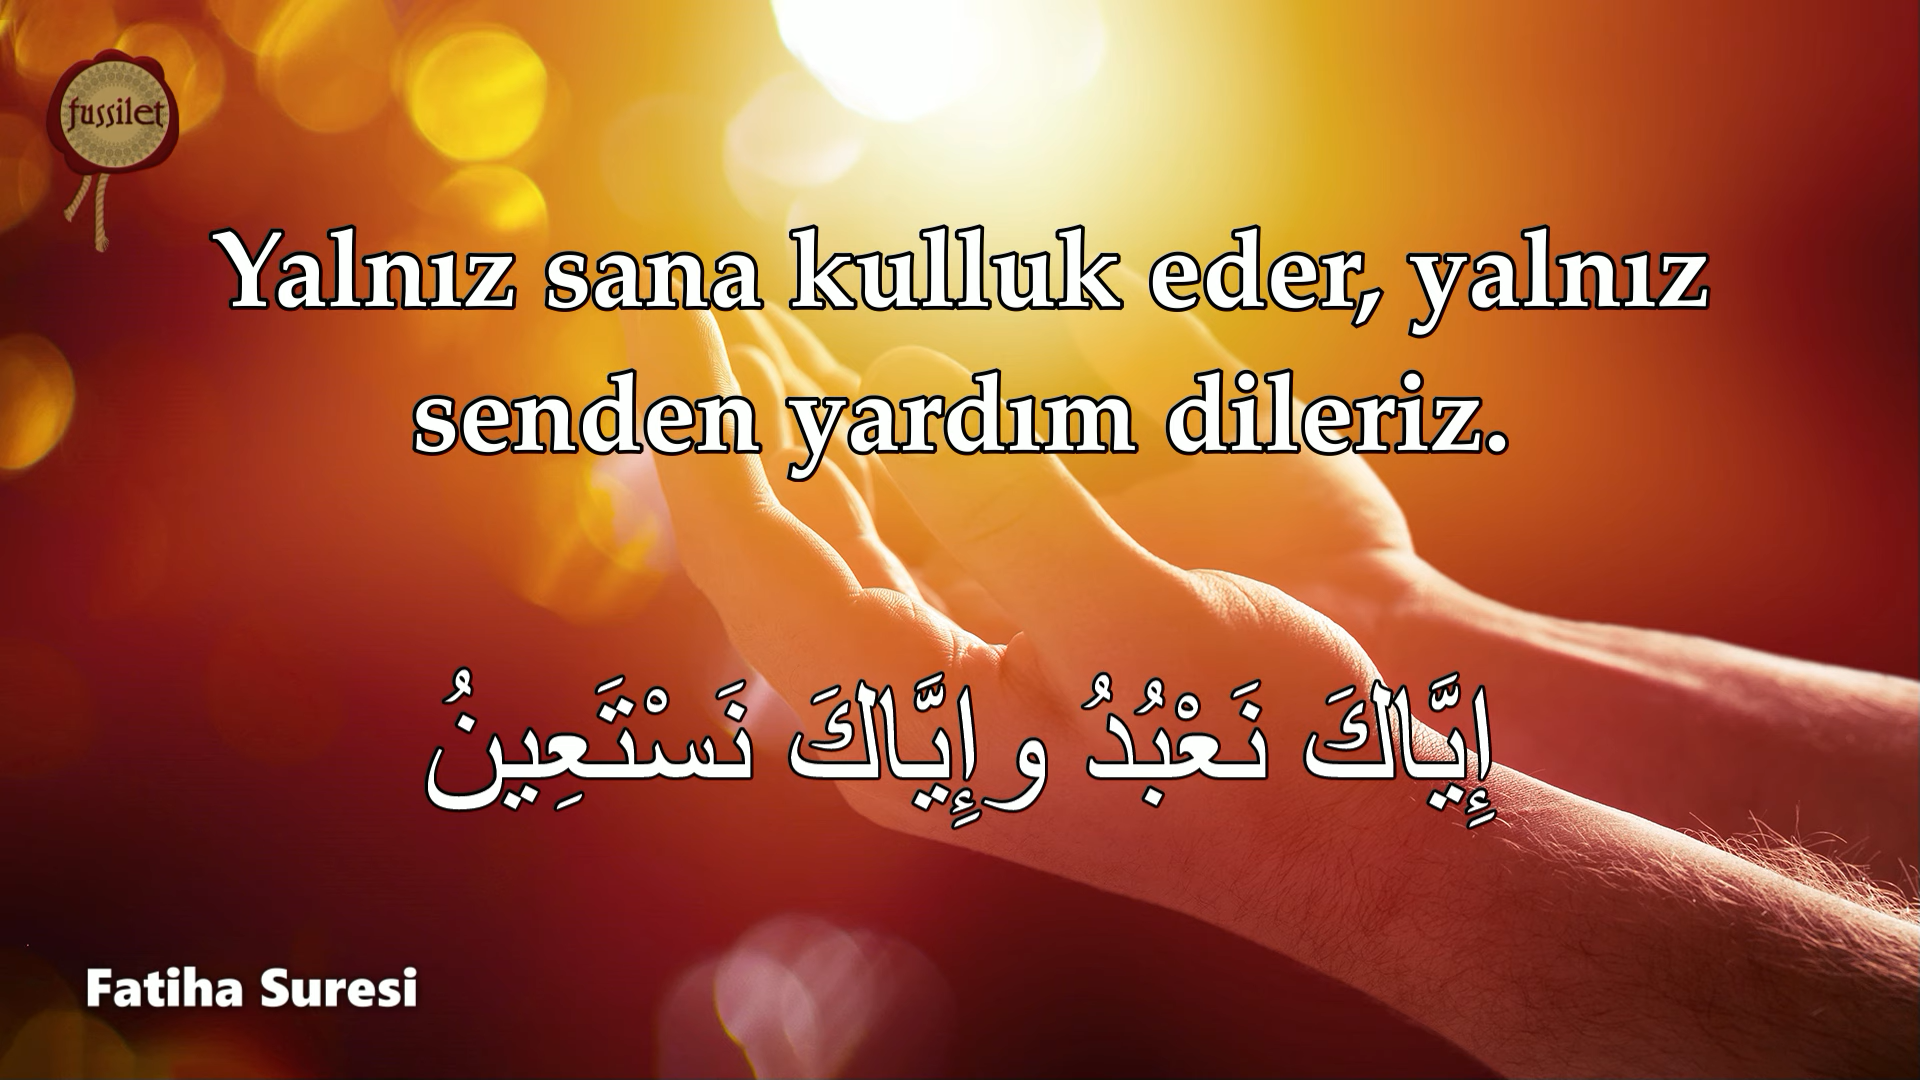 fussilet
Yalnız sana kulluk eder, yalnız
senden yardım dileriz.
إِيَّاكَ نَعْبُدُ وإِيَّاكَ نَسْتَعِينُ
Fatiha Suresi